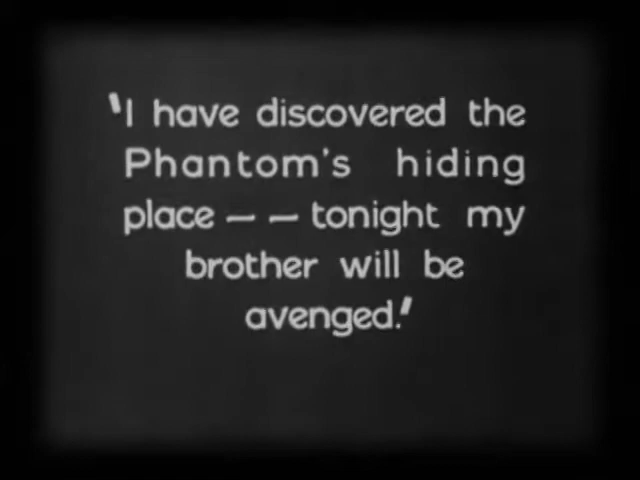 'I have discovered the
Phantom's hiding
place — — tonight my
brother will be
avenged.'